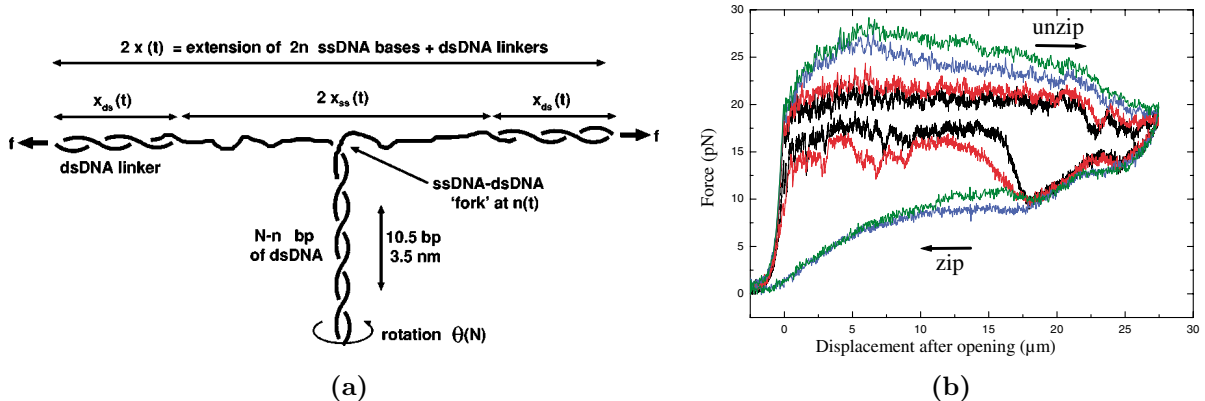 2 x (t) = extension of 2n ssDNA bases + dsDNA linkers
x_ds(t) 2 x_ss(t) x_ds(t)
f f
dsDNA linker
ssDNA-dsDNA
'fork' at n(t)
N-n bp
of dsDNA
10.5 bp
3.5 nm
rotation θ(N)
(a)
30
25
20
15
10
5
0
Force (pN)
unzip
zip
0 5 10 15 20 25 30
Displacement after opening (µm)
(b)